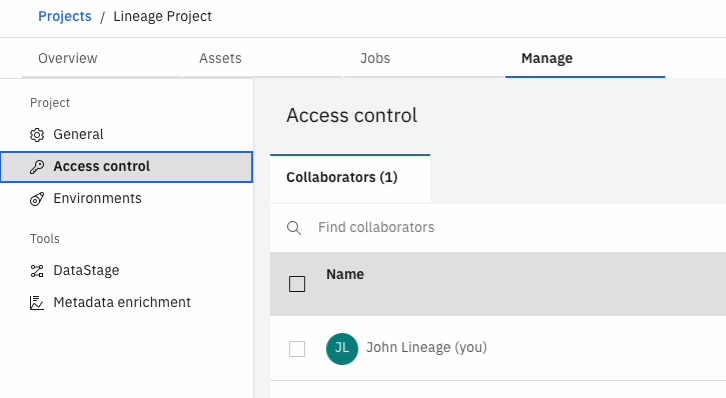 Projects / Lineage Project
Overview Assets Jobs Manage
Project
General
Access control
Environments
Tools
DataStage
Metadata enrichment
Access control
Collaborators (1)
Find collaborators
Name
JL John Lineage (you)